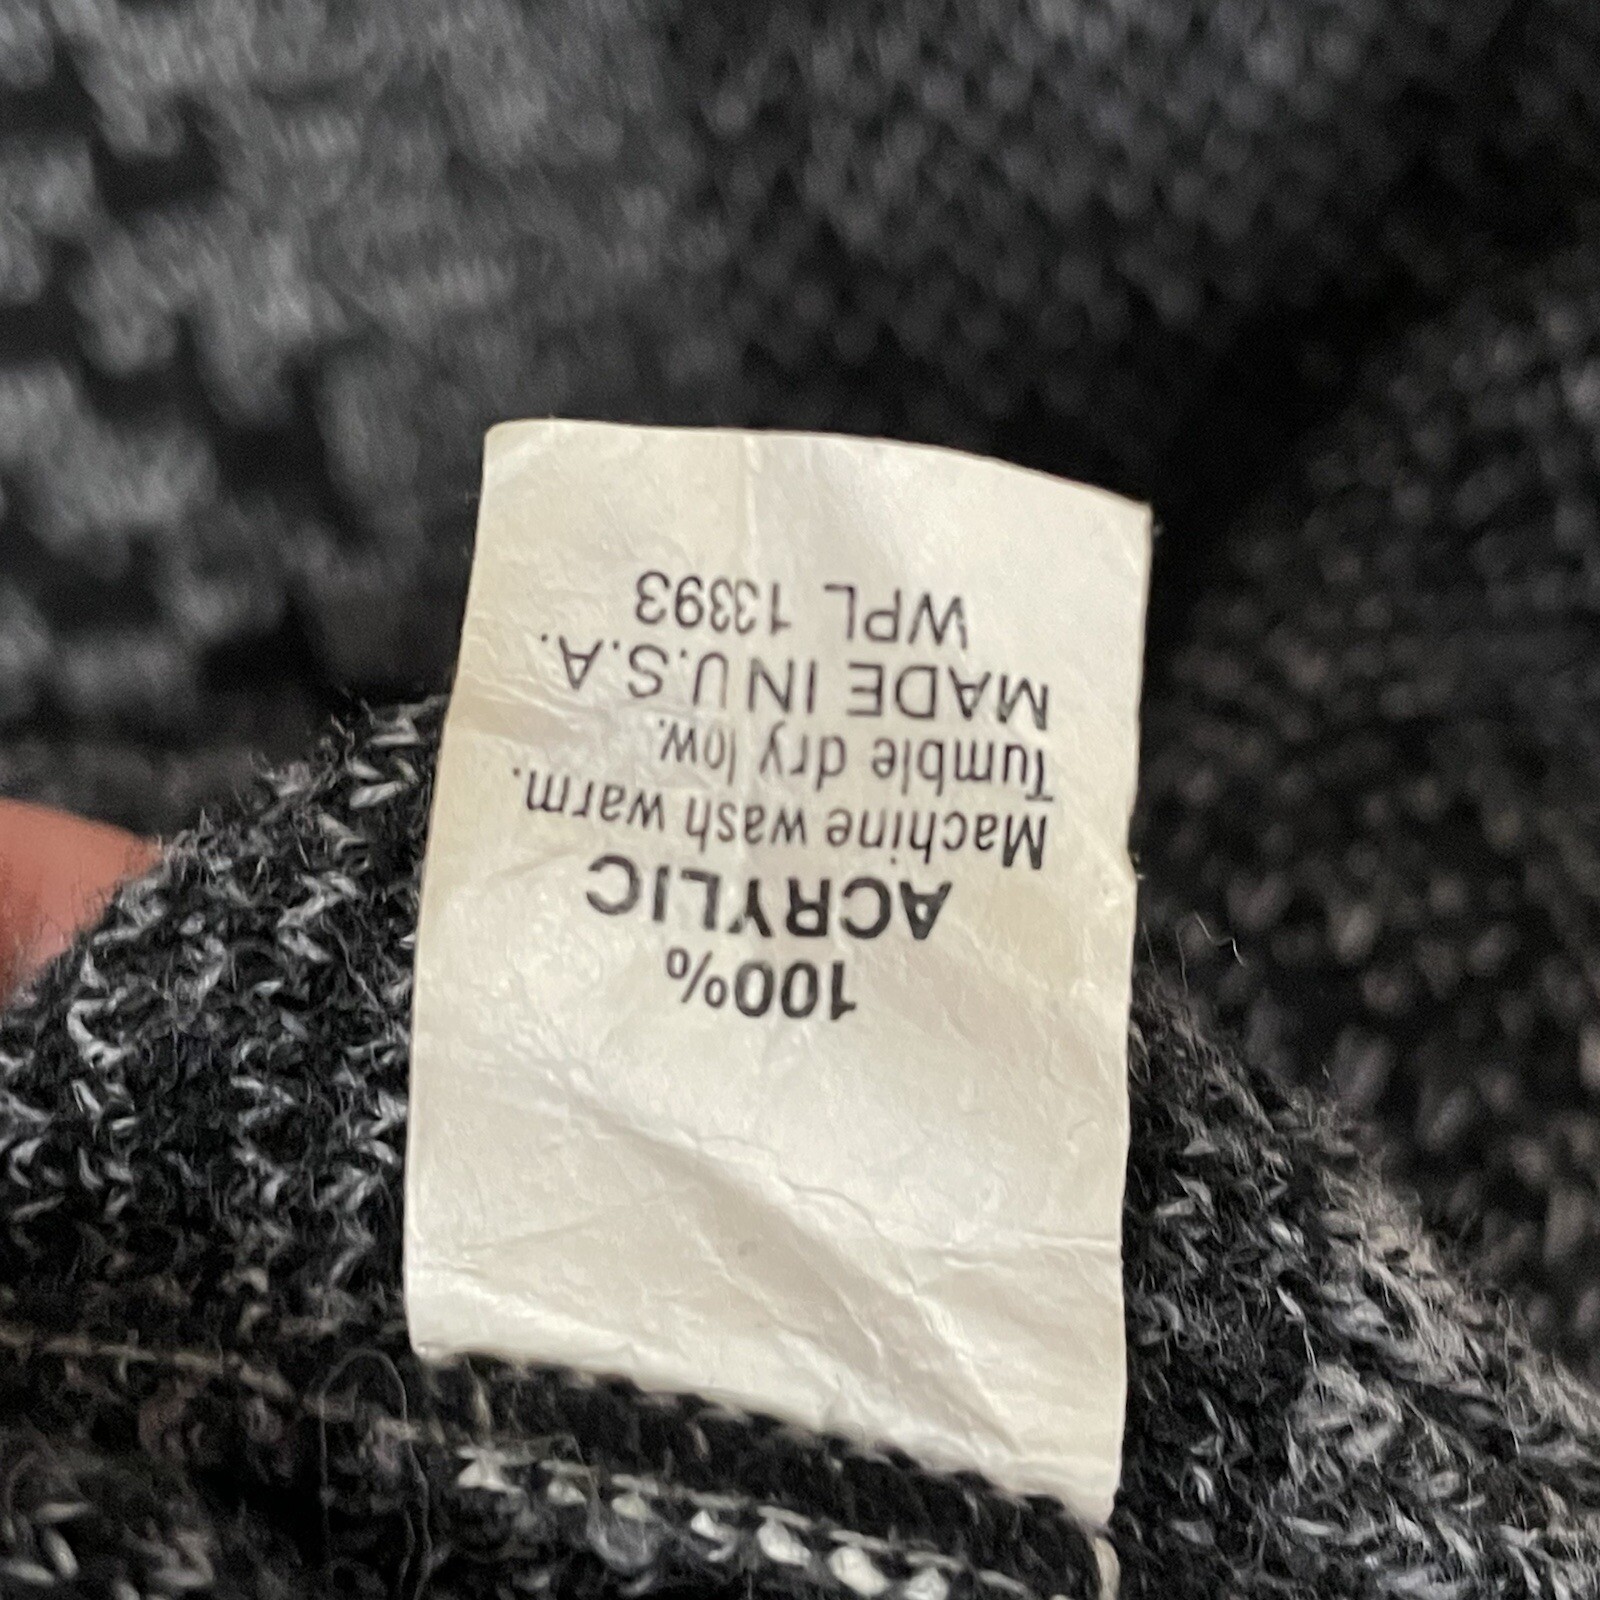 100%
ACRYLIC
Machine wash warm.
Tumble dry low.
MADE IN U.S.A.
WPL 13393